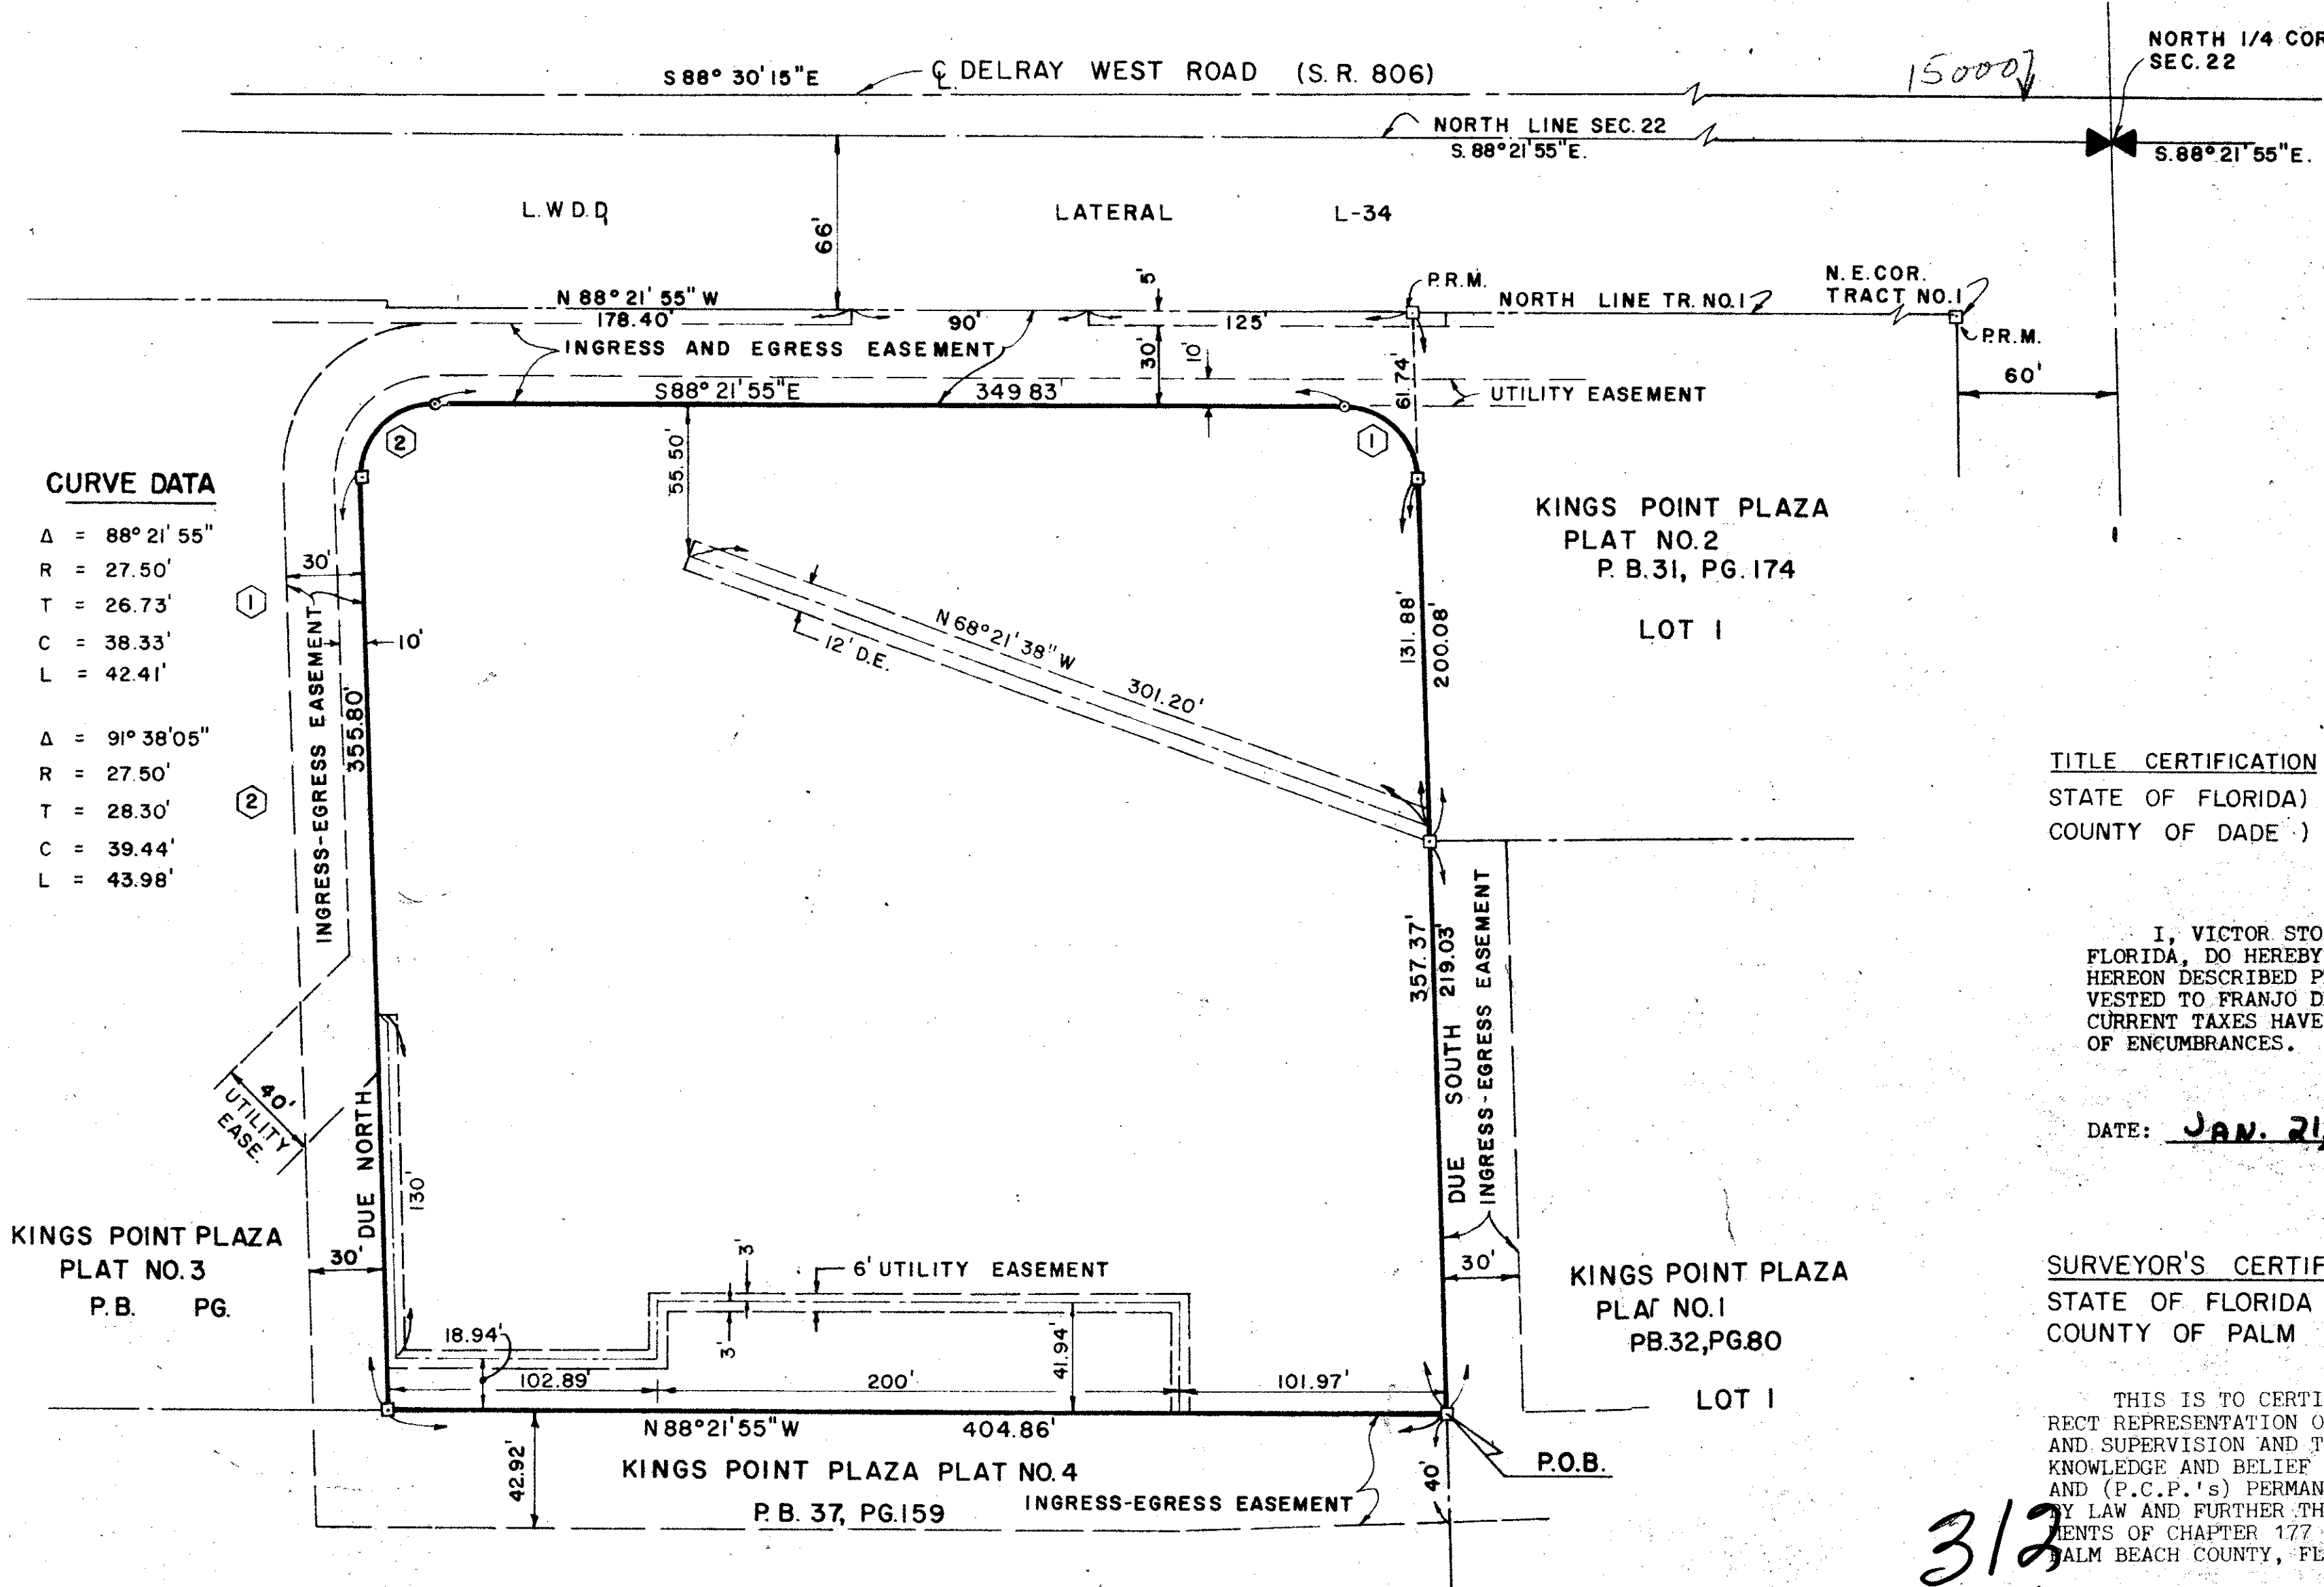 NORTH 1/4 COR
SEC. 22
S 88° 30' 15" E
℄ DELRAY WEST ROAD (S. R. 806)
15000
NORTH LINE SEC. 22
S. 88° 21' 55" E.
S. 88° 21' 55" E.
L. W D. D
LATERAL
L-34
66'
5'
P.R.M.
N. E. COR.
TRACT NO. 1
N 88° 21' 55" W
NORTH LINE TR. NO. 1
178.40'
90'
125'
P.R.M.
INGRESS AND EGRESS EASEMENT
30'
10'
61.74'
60'
S88° 21' 55" E
349 83'
UTILITY EASEMENT
2
1
55.50'
CURVE DATA
Δ = 88° 21' 55"
R = 27.50'
T = 26.73'
C = 38.33'
L = 42.41'
1
Δ = 91° 38' 05"
R = 27.50'
T = 28.30'
C = 39.44'
L = 43.98'
2
30'
10'
INGRESS-EGRESS EASEMENT
355.80'
DUE NORTH
KINGS POINT PLAZA
PLAT NO. 2
P. B. 31, PG. 174
LOT 1
N 68° 21' 38" W
301.20'
12' D.E.
131.88'
200.08'
TITLE CERTIFICATION
STATE OF FLORIDA)
COUNTY OF DADE )
357.37'
219.03'
DUE SOUTH
INGRESS-EGRESS EASEMENT
I, VICTOR STO
FLORIDA, DO HEREBY
HEREON DESCRIBED P
VESTED TO FRANJO D
CURRENT TAXES HAVE
OF ENCUMBRANCES.
DATE: JAN. 21,
40'
UTILITY
EASE.
130'
KINGS POINT PLAZA
PLAT NO. 3
P. B. PG.
30'
3'
6' UTILITY EASEMENT
3'
18.94'
41.94'
102.89'
200'
101.97'
30'
KINGS POINT PLAZA
PLAT NO. 1
PB. 32, PG. 80
LOT 1
SURVEYOR'S CERTIF
STATE OF FLORIDA
COUNTY OF PALM
N 88° 21' 55" W
404.86'
42.92'
KINGS POINT PLAZA PLAT NO. 4
P. B. 37, PG. 159
INGRESS-EGRESS EASEMENT
40'
P.O.B.
THIS IS TO CERTI
RECT REPRESENTATION O
AND SUPERVISION AND T
KNOWLEDGE AND BELIEF
AND (P.C.P.'s) PERMAN
BY LAW AND FURTHER TH
MENTS OF CHAPTER 177
PALM BEACH COUNTY, FL
312